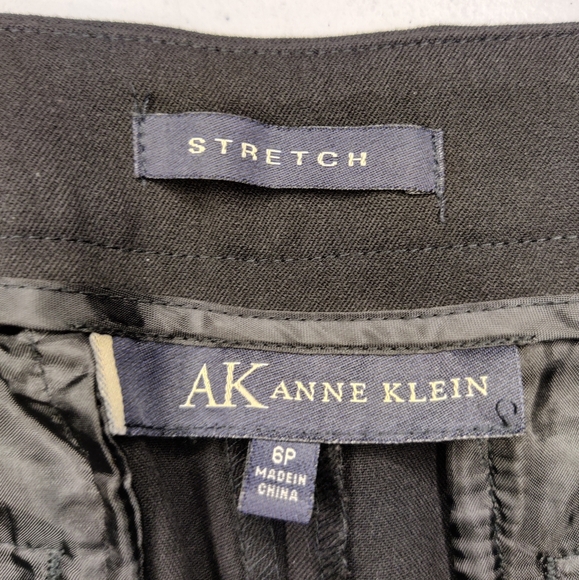 STRETCH
AK ANNE KLEIN
6P
MADE IN
CHINA